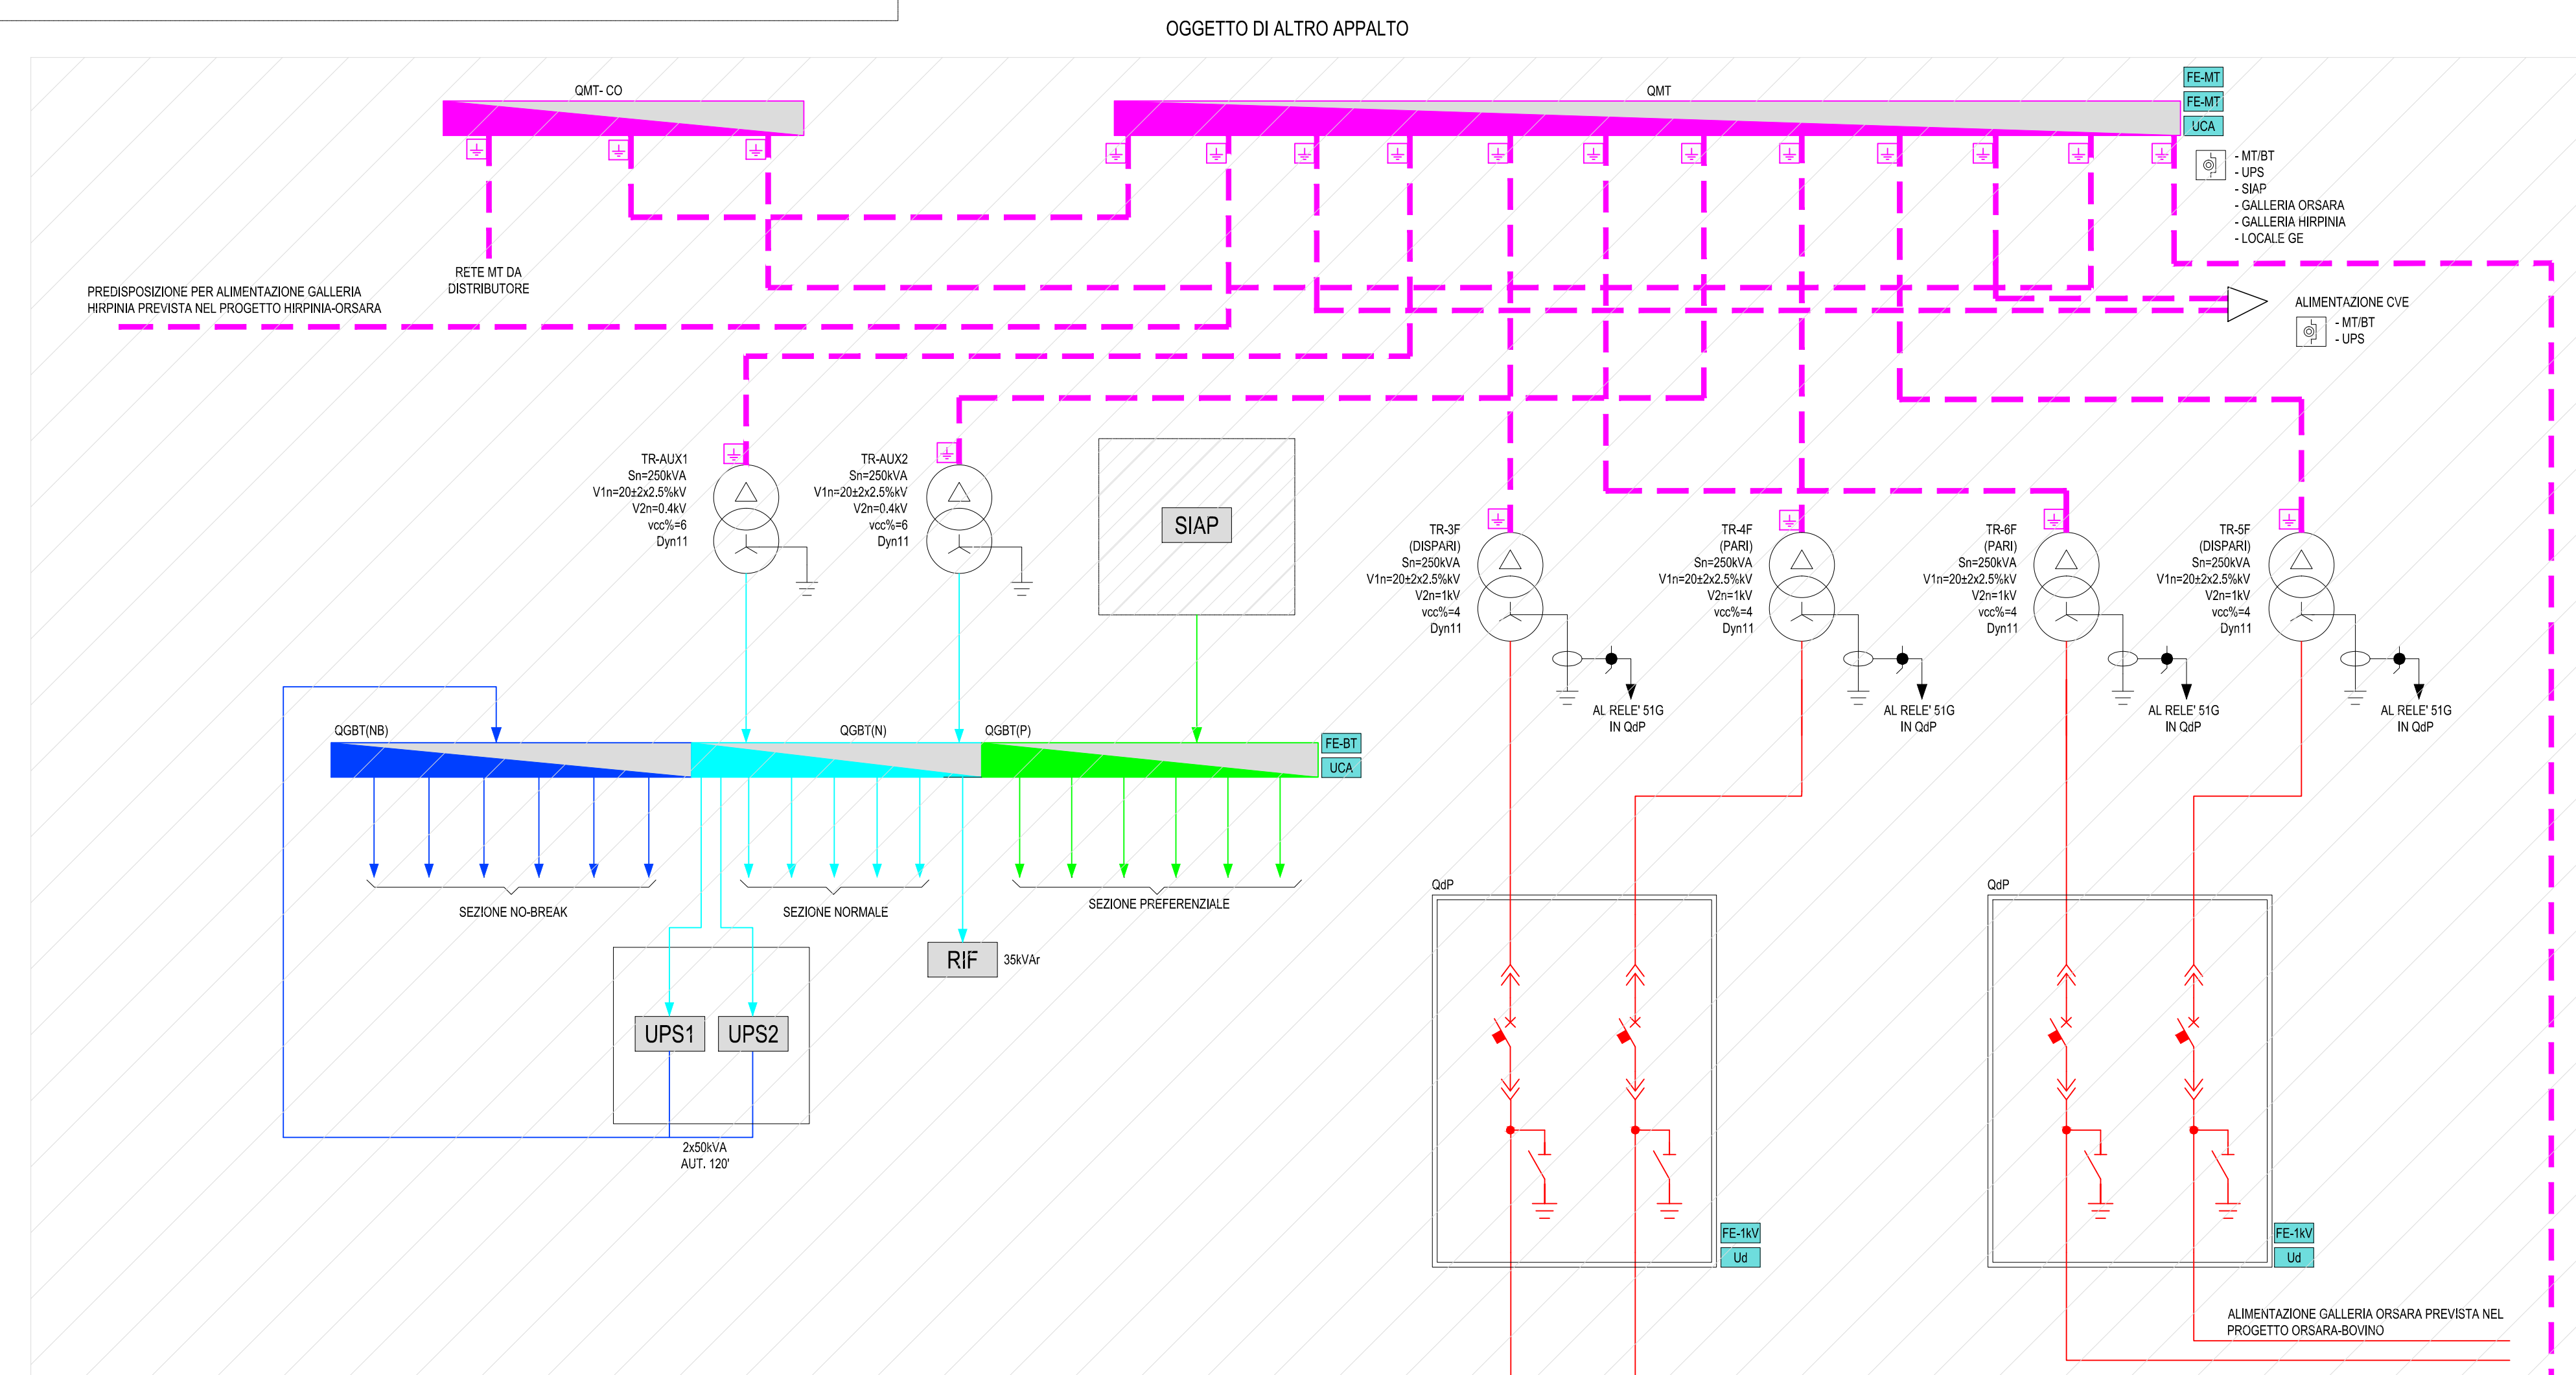 OGGETTO DI ALTRO APPALTO
QMT- CO
QMT
FE-MT
FE-MT
UCA
- MT/BT
- UPS
- SIAP
- GALLERIA ORSARA
- GALLERIA HIRPINIA
- LOCALE GE
RETE MT DA
DISTRIBUTORE
PREDISPOSIZIONE PER ALIMENTAZIONE GALLERIA
HIRPINIA PREVISTA NEL PROGETTO HIRPINIA-ORSARA
ALIMENTAZIONE CVE
- MT/BT
- UPS
TR-AUX1
Sn=250kVA
V1n=20±2x2.5%kV
V2n=0.4kV
vcc%=6
Dyn11
TR-AUX2
Sn=250kVA
V1n=20±2x2.5%kV
V2n=0.4kV
vcc%=6
Dyn11
SIAP
TR-3F
(DISPARI)
Sn=250kVA
V1n=20±2x2.5%kV
V2n=1kV
vcc%=4
Dyn11
TR-4F
(PARI)
Sn=250kVA
V1n=20±2x2.5%kV
V2n=1kV
vcc%=4
Dyn11
TR-6F
(PARI)
Sn=250kVA
V1n=20±2x2.5%kV
V2n=1kV
vcc%=4
Dyn11
TR-5F
(DISPARI)
Sn=250kVA
V1n=20±2x2.5%kV
V2n=1kV
vcc%=4
Dyn11
AL RELE' 51G
IN QdP
AL RELE' 51G
IN QdP
AL RELE' 51G
IN QdP
AL RELE' 51G
IN QdP
QGBT(NB)
QGBT(N)
QGBT(P)
FE-BT
UCA
SEZIONE NO-BREAK
SEZIONE NORMALE
SEZIONE PREFERENZIALE
RIF
35kVAr
UPS1
UPS2
2x50kVA
AUT. 120'
QdP
QdP
FE-1kV
Ud
FE-1kV
Ud
ALIMENTAZIONE GALLERIA ORSARA PREVISTA NEL
PROGETTO ORSARA-BOVINO